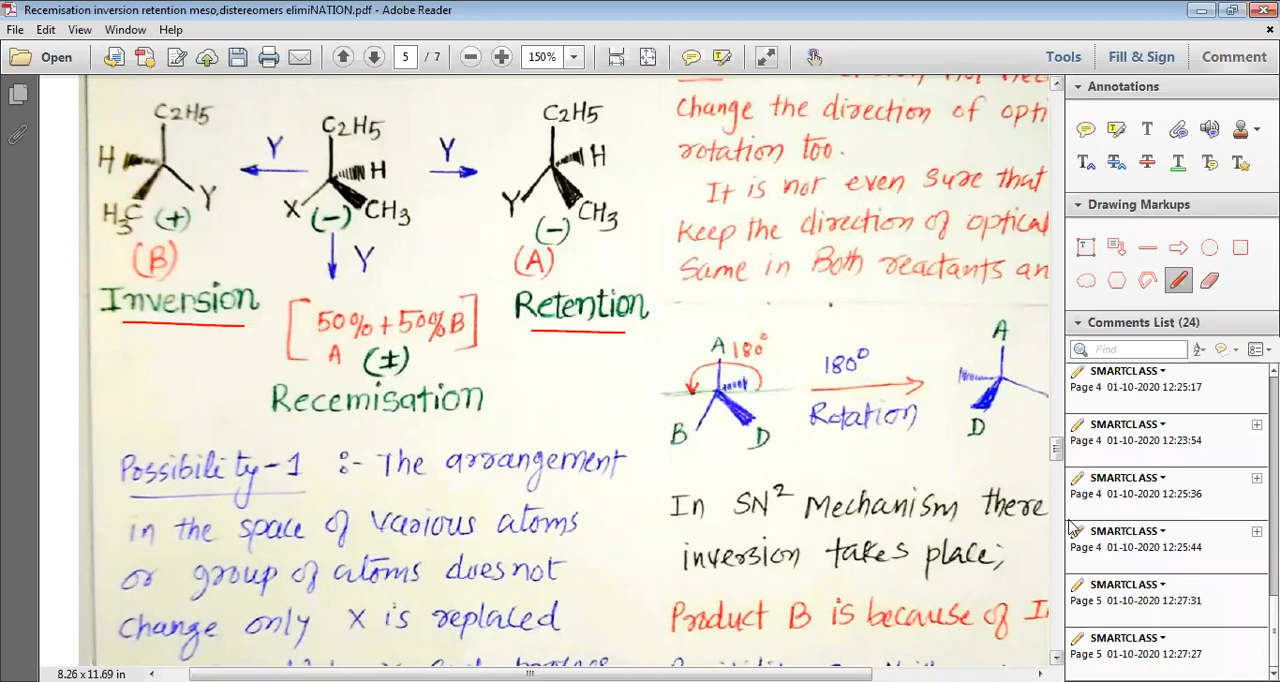 Recemisation inversion retention meso,distereomers elimiNATION.pdf - Adobe Reader
File Edit View Window Help
Open 5 / 7 150% Tools Fill & Sign Comment
C2H5
H
Y
H3C (+)
(B)
Inversion
Y
C2H5
H
X (-) CH3
Y
Y
C2H5
H
Y CH3
(-)
(A)
Retention
[50% + 50% B]
A (±)
Recemisation
Possibility-1 :- The arrangement
in the space of various atoms
or group of atoms does not
change only X is replaced
Change the direction of opti
rotation too.
It is not even sure that
keep the direction of optical
Same in Both reactants an
A 180°
B D
180°
Rotation
A
D
In SN2 Mechanism there
inversion takes place;
Product B is because of I
8.26 x 11.69 in
Annotations
T
Drawing Markups
Comments List (24)
Find
SMARTCLASS
Page 4 01-10-2020 12:25:17
SMARTCLASS
Page 4 01-10-2020 12:23:54
SMARTCLASS
Page 4 01-10-2020 12:25:36
SMARTCLASS
Page 4 01-10-2020 12:25:44
SMARTCLASS
Page 5 01-10-2020 12:27:31
SMARTCLASS
Page 5 01-10-2020 12:27:27